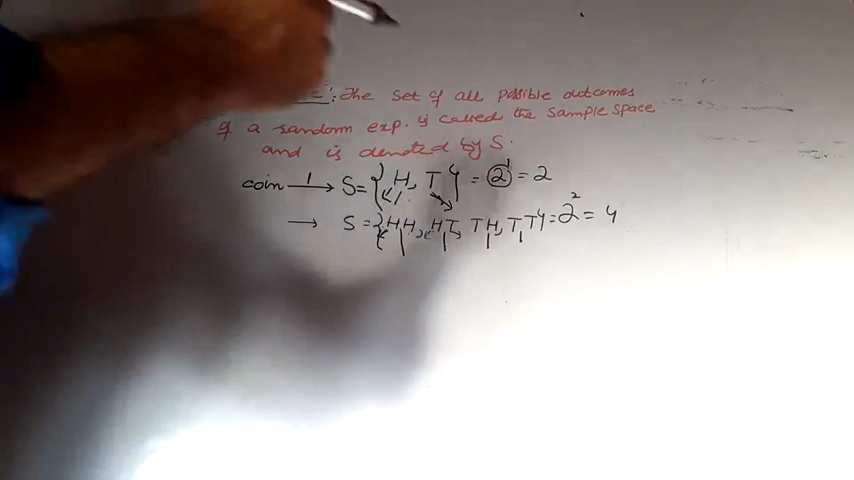 The set of all possible outcomes
of a random exp. is called the sample space
and is denoted by S.
coin 1→ S={H, T} = 2¹ = 2
→ S={HH, HT, TH, TT}=2² = 4